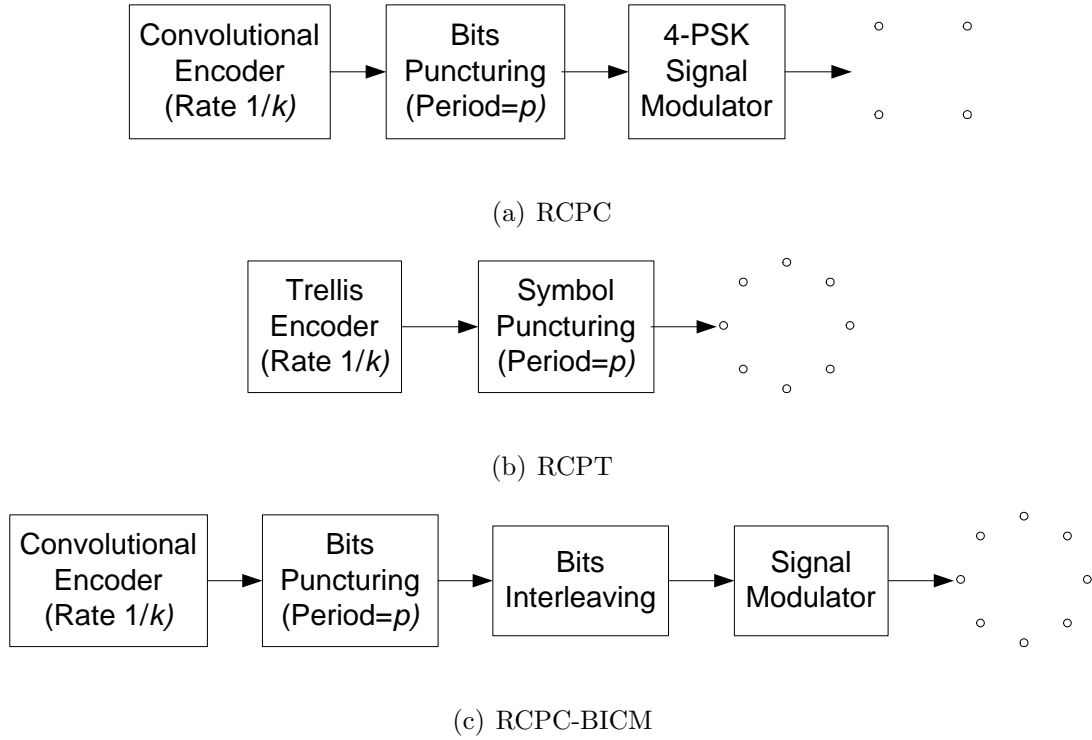 Convolutional
Encoder
(Rate 1/k)
Bits
Puncturing
(Period=p)
4-PSK
Signal
Modulator
(a) RCPC
Trellis
Encoder
(Rate 1/k)
Symbol
Puncturing
(Period=p)
(b) RCPT
Convolutional
Encoder
(Rate 1/k)
Bits
Puncturing
(Period=p)
Bits
Interleaving
Signal
Modulator
(c) RCPC-BICM